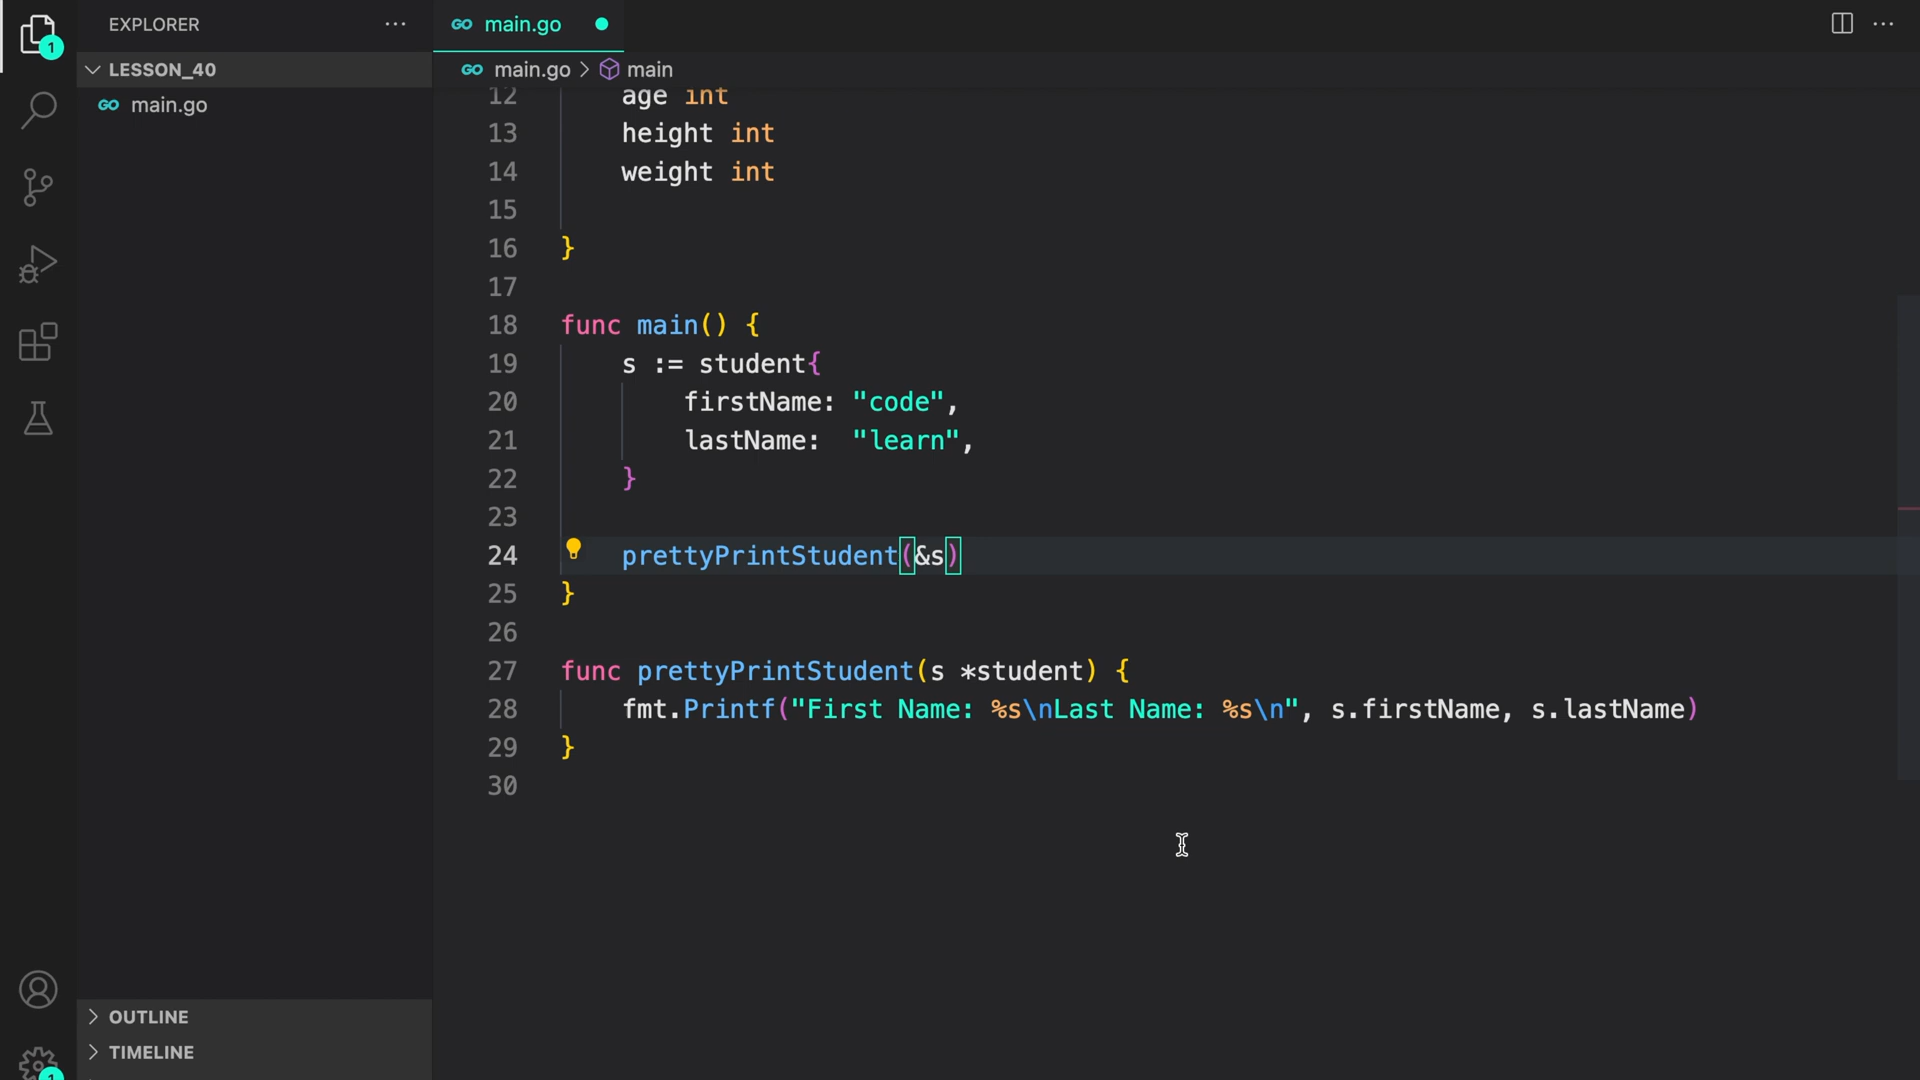 EXPLORER
main.go
LESSON_40
main.go > main
main.go
12 age int
13 height int
14 weight int
15
16 }
17
18 func main() {
19 s := student{
20 firstName: "code",
21 lastName: "learn",
22 }
23
24 prettyPrintStudent(&s)
25 }
26
27 func prettyPrintStudent(s *student) {
28 fmt.Printf("First Name: %s\nLast Name: %s\n", s.firstName, s.lastName)
29 }
30
OUTLINE
TIMELINE
1
1